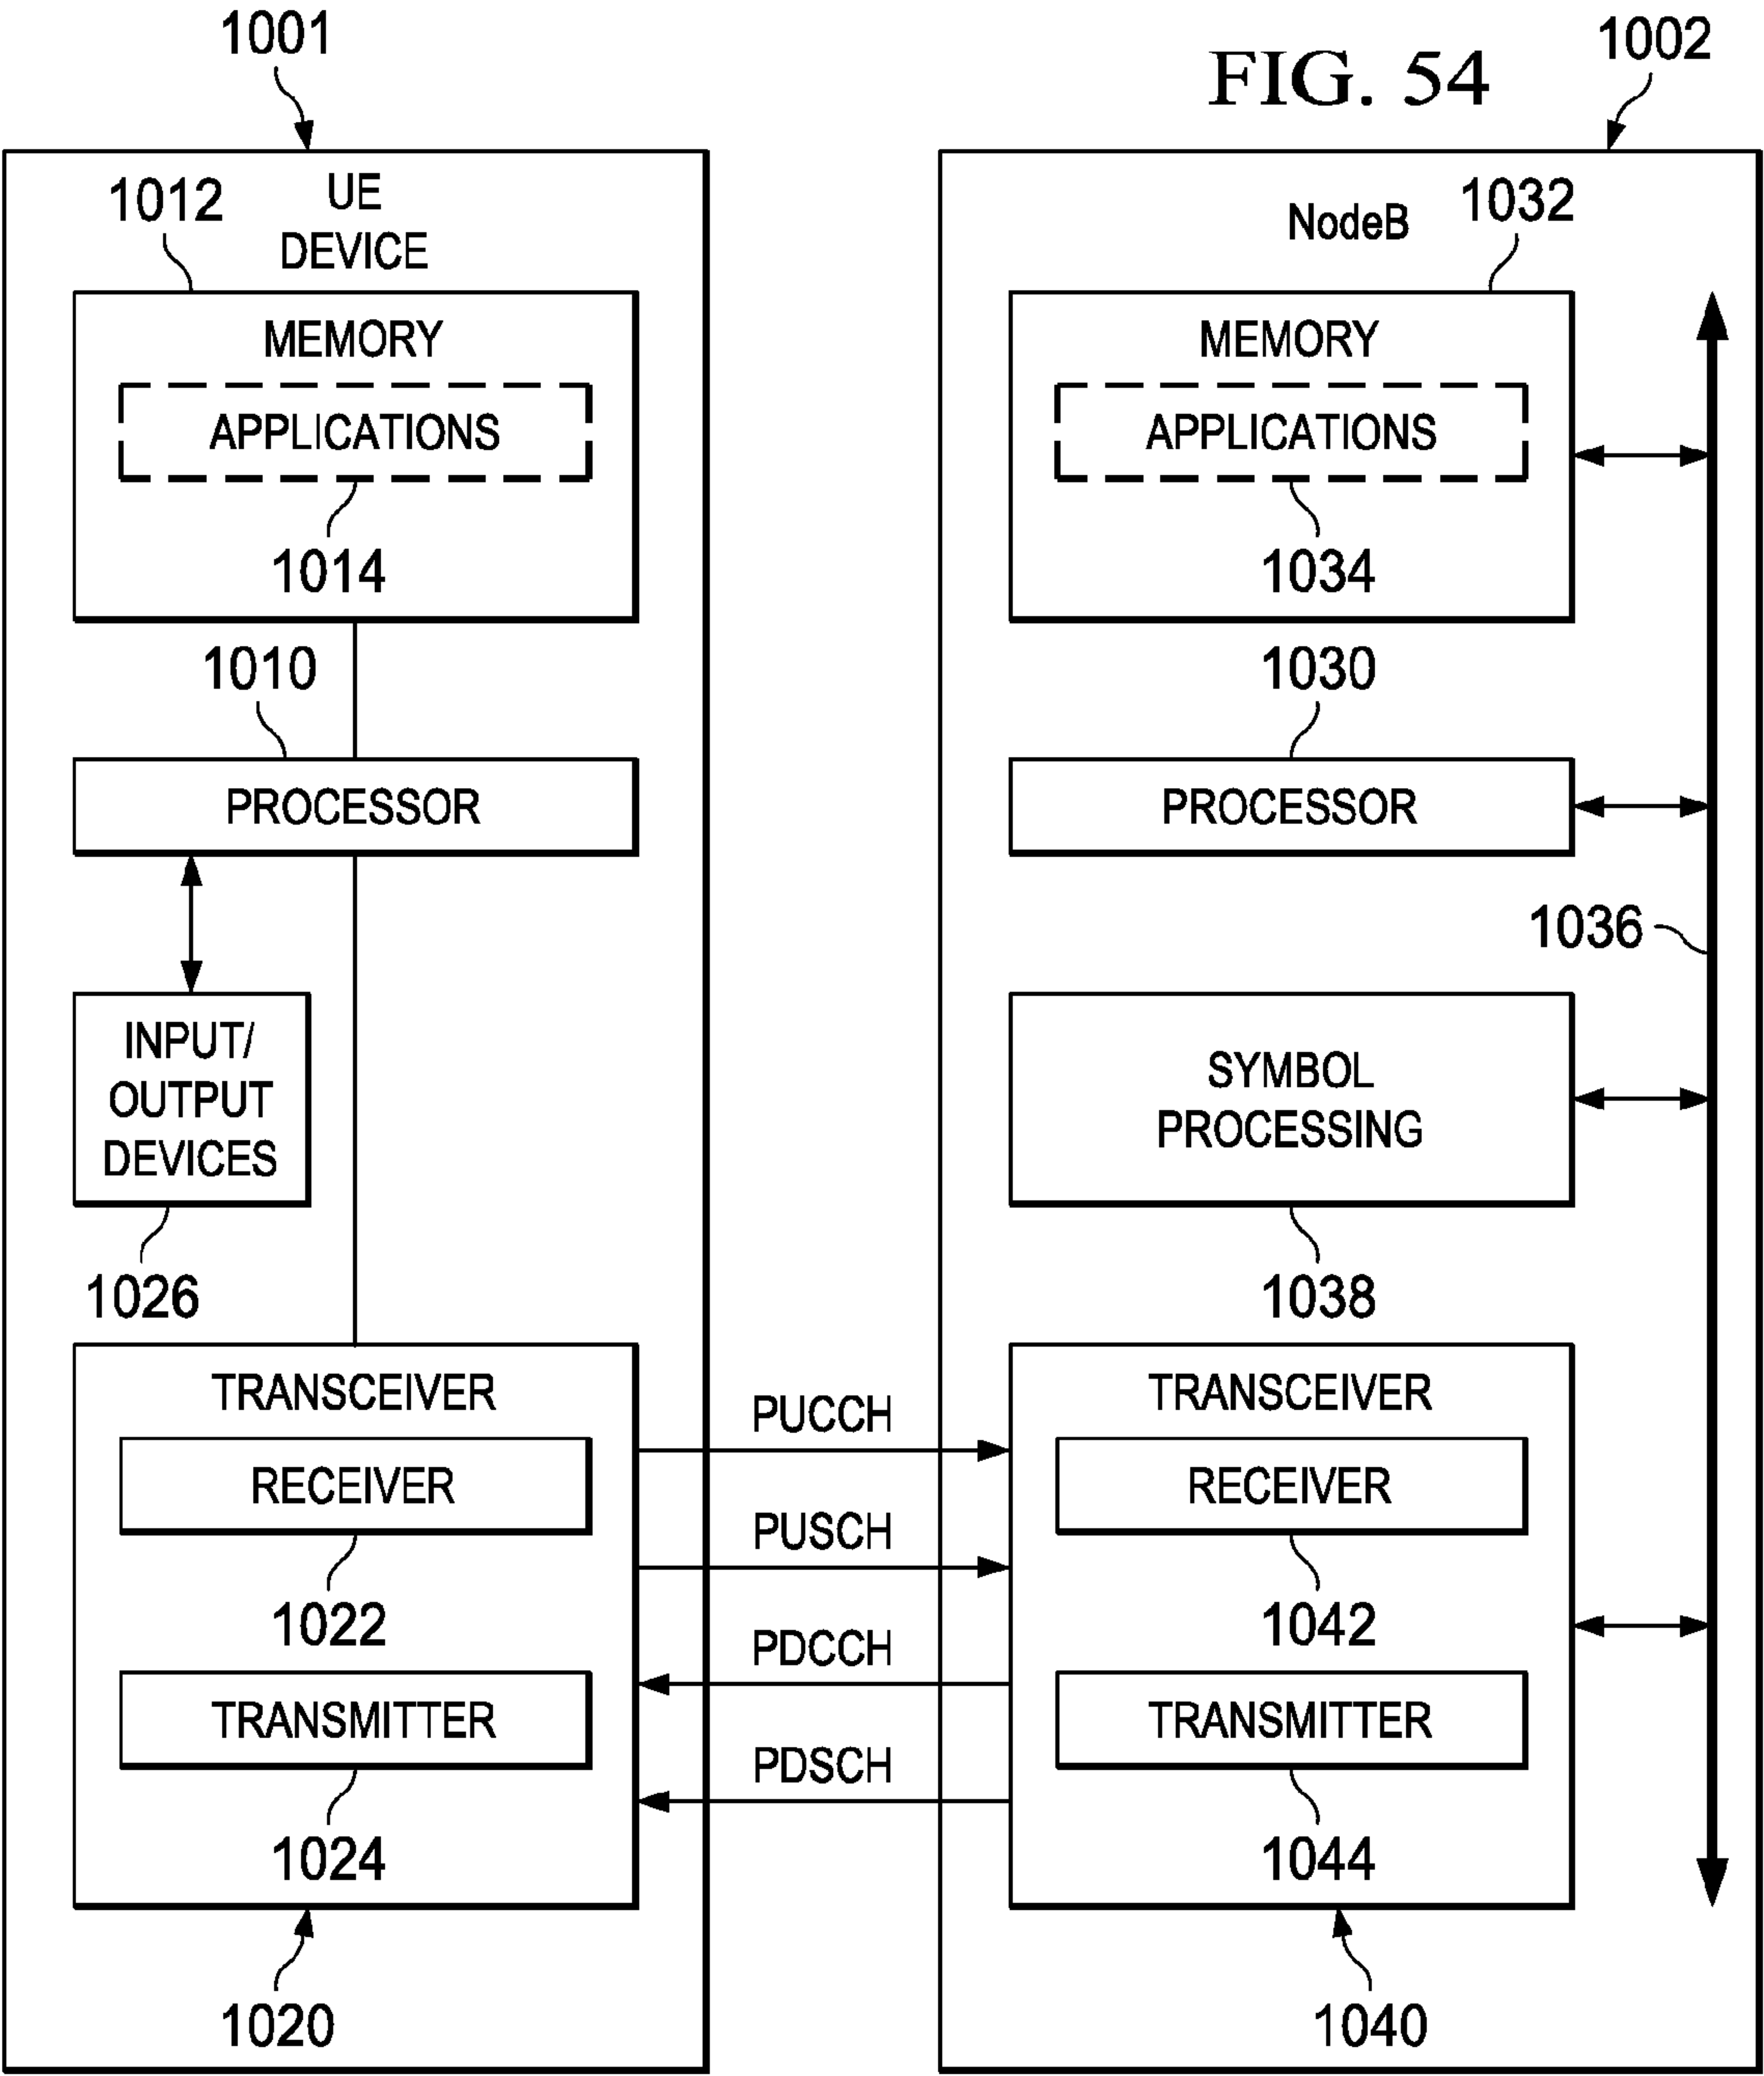 FIG. 54
1001
UE
DEVICE
1012
MEMORY
APPLICATIONS
1014
1010
PROCESSOR
INPUT/
OUTPUT
DEVICES
1026
TRANSCEIVER
RECEIVER
1022
TRANSMITTER
1024
1020
PUCCH
PUSCH
PDCCH
PDSCH
1002
NodeB
1032
MEMORY
APPLICATIONS
1034
1030
PROCESSOR
1036
SYMBOL
PROCESSING
1038
TRANSCEIVER
RECEIVER
1042
TRANSMITTER
1044
1040